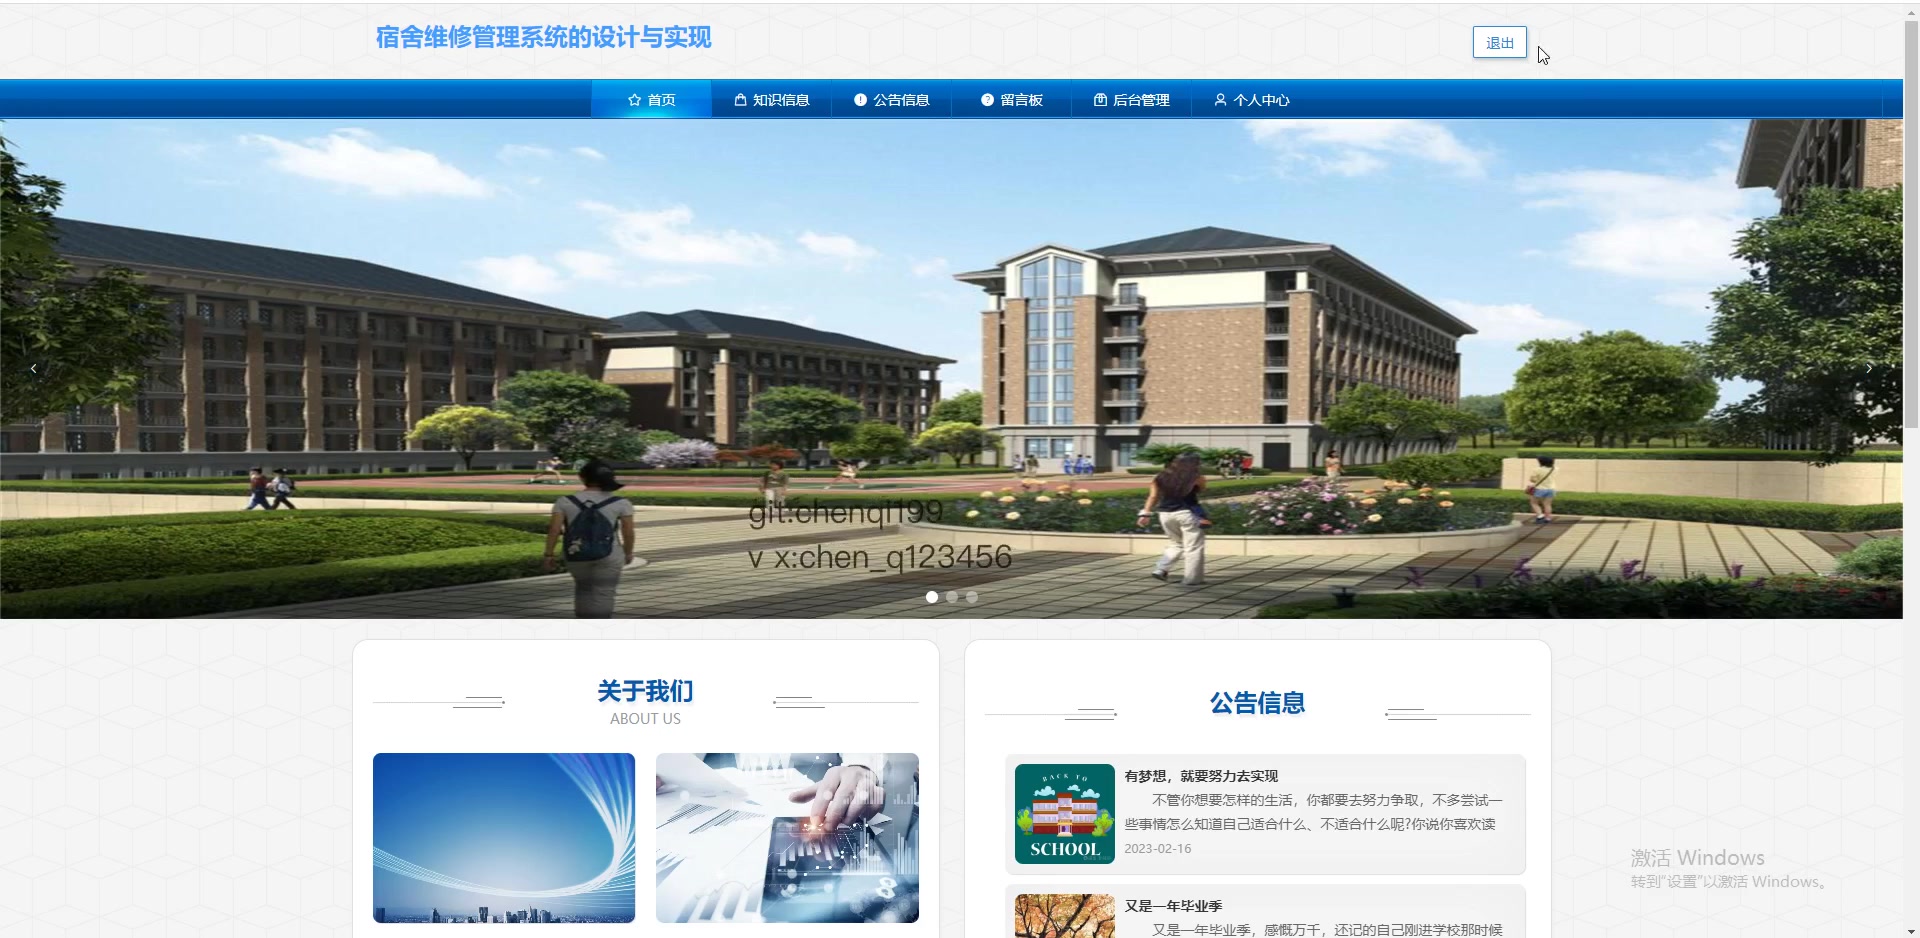 宿舍维修管理系统的设计与实现
退出
首页
知识信息
公告信息
留言板
后台管理
个人中心
git:chenqi199
v x:chen_q123456
关于我们
ABOUT US
公告信息
BACK TO
SCHOOL
有梦想，就要努力去实现
不管你想要怎样的生活，你都要去努力争取，不多尝试一
些事情怎么知道自己适合什么、不适合什么呢?你说你喜欢读
2023-02-16
又是一年毕业季
又是一年毕业季，感慨万千，还记的自己刚进学校那时候
激活 Windows
转到“设置”以激活 Windows。